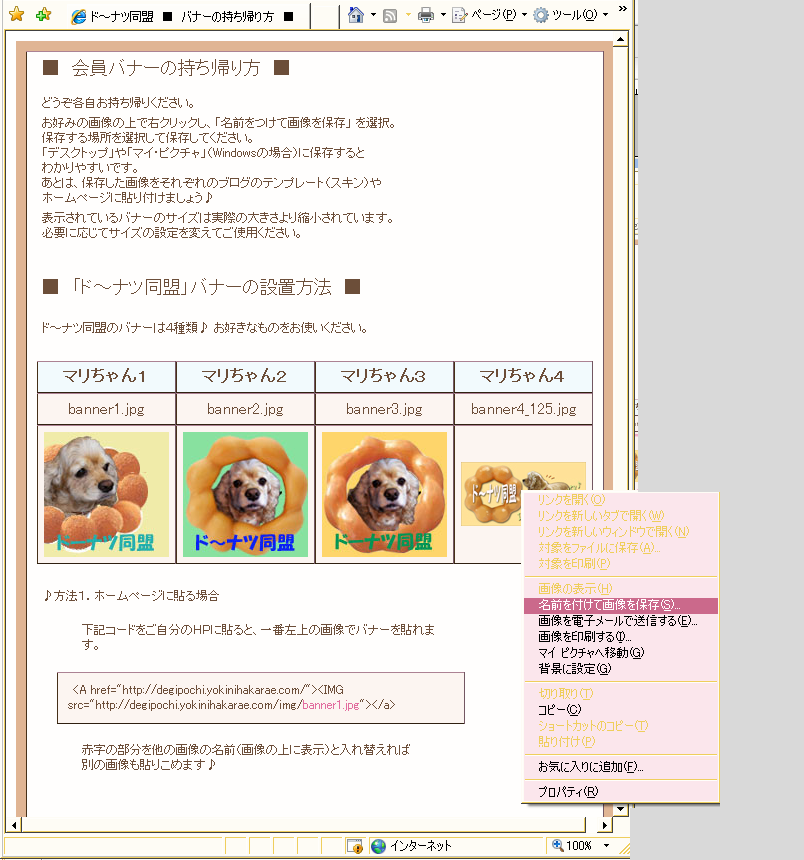 ド～ナツ同盟 ■ バナーの持ち帰り方 ■
ページ(P)
ツール(O)
»
■ 会員バナーの持ち帰り方 ■
どうぞ各自お持ち帰りください。
お好みの画像の上で右クリックし、「名前をつけて画像を保存」を選択。
保存する場所を選択して保存してください。
「デスクトップ」や「マイ・ピクチャ」（Windowsの場合）に保存すると
わかりやすいです。
あとは、保存した画像をそれぞれのブログのテンプレート（スキン）や
ホームページに貼り付けましょう♪
表示されているバナーのサイズは実際の大きさより縮小されています。
必要に応じてサイズの設定を変えてご使用ください。
■ 「ド～ナツ同盟」バナーの設置方法 ■
ド～ナツ同盟のバナーは４種類♪ お好きなものをお使いください。
マリちゃん１ マリちゃん２ マリちゃん３ マリちゃん４
banner1.jpg banner2.jpg banner3.jpg banner4_125.jpg
ド～ナツ同盟 ド～ナツ同盟 ド～ナツ同盟 ド～ナツ同盟
リンクを開く(O)
リンクを新しいタブで開く(W)
リンクを新しいウィンドウで開く(N)
対象をファイルに保存(A)...
対象を印刷(P)
画像の表示(H)
名前を付けて画像を保存(S)...
画像を電子メールで送信する(E)...
画像を印刷する(I)...
マイ ピクチャへ移動(G)
背景に設定(G)
切り取り(T)
コピー(C)
ショートカットのコピー(T)
貼り付け(P)
お気に入りに追加(F)...
プロパティ(R)
♪方法１．ホームページに貼る場合
下記コードをご自分のHPに貼ると、一番左上の画像でバナーを貼れま
す。
<A href="http://degipochi.yokinihakarae.com/"><IMG
src="http://degipochi.yokinihakarae.com/img/banner1.jpg"></a>
赤字の部分を他の画像の名前（画像の上に表示）と入れ替えれば
別の画像も貼りこめます♪
インターネット
100%